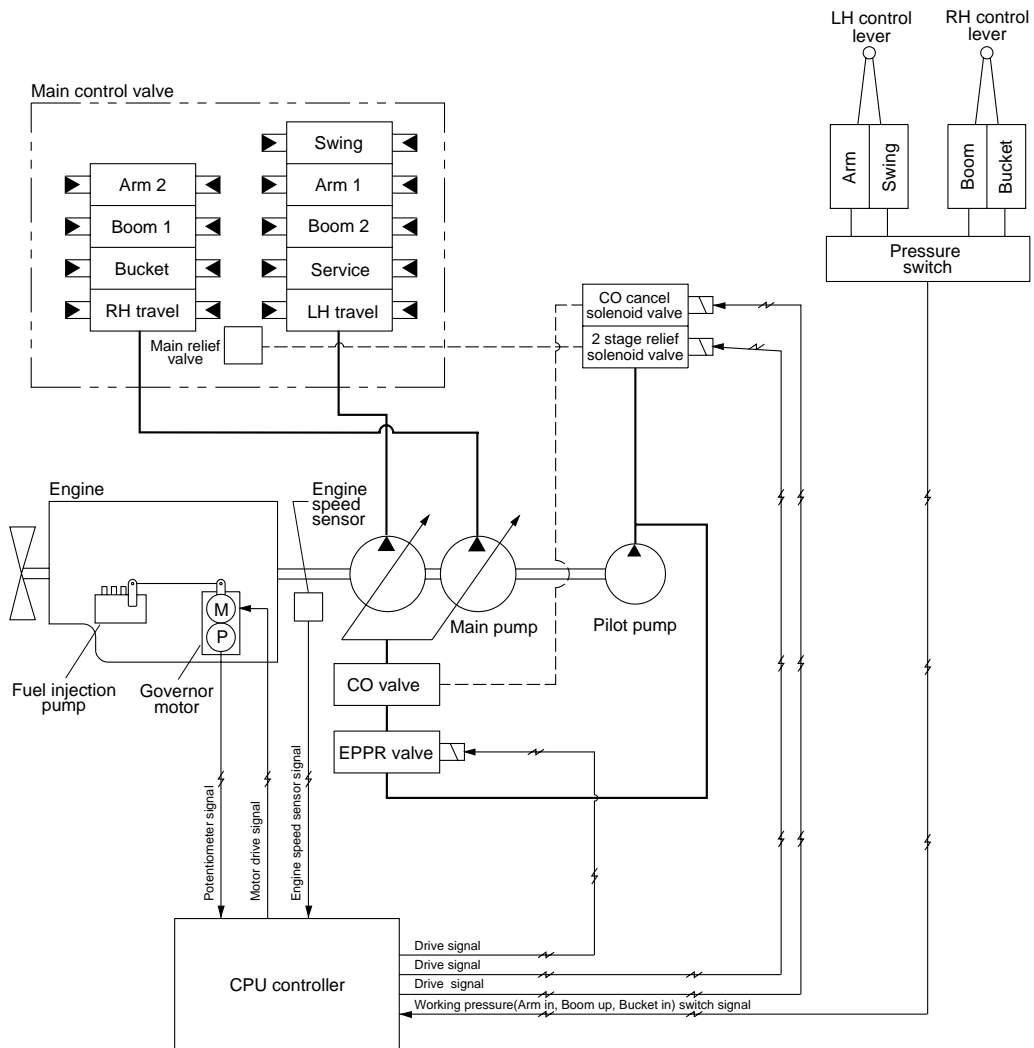 LH control
lever
RH control
lever
Main control valve
Swing
Arm 2
Arm 1
Boom 1
Boom 2
Bucket
Service
RH travel
LH travel
Main relief
valve
Arm
Swing
Boom
Bucket
Pressure
switch
CO cancel
solenoid valve
2 stage relief
solenoid valve
Engine
Engine
speed
sensor
M
P
Main pump
Pilot pump
Fuel injection
pump
Governor
motor
CO valve
EPPR valve
Potentiometer signal
Motor drive signal
Engine speed sensor signal
CPU controller
Drive signal
Drive signal
Drive signal
Working pressure(Arm in, Boom up, Bucket in) switch signal